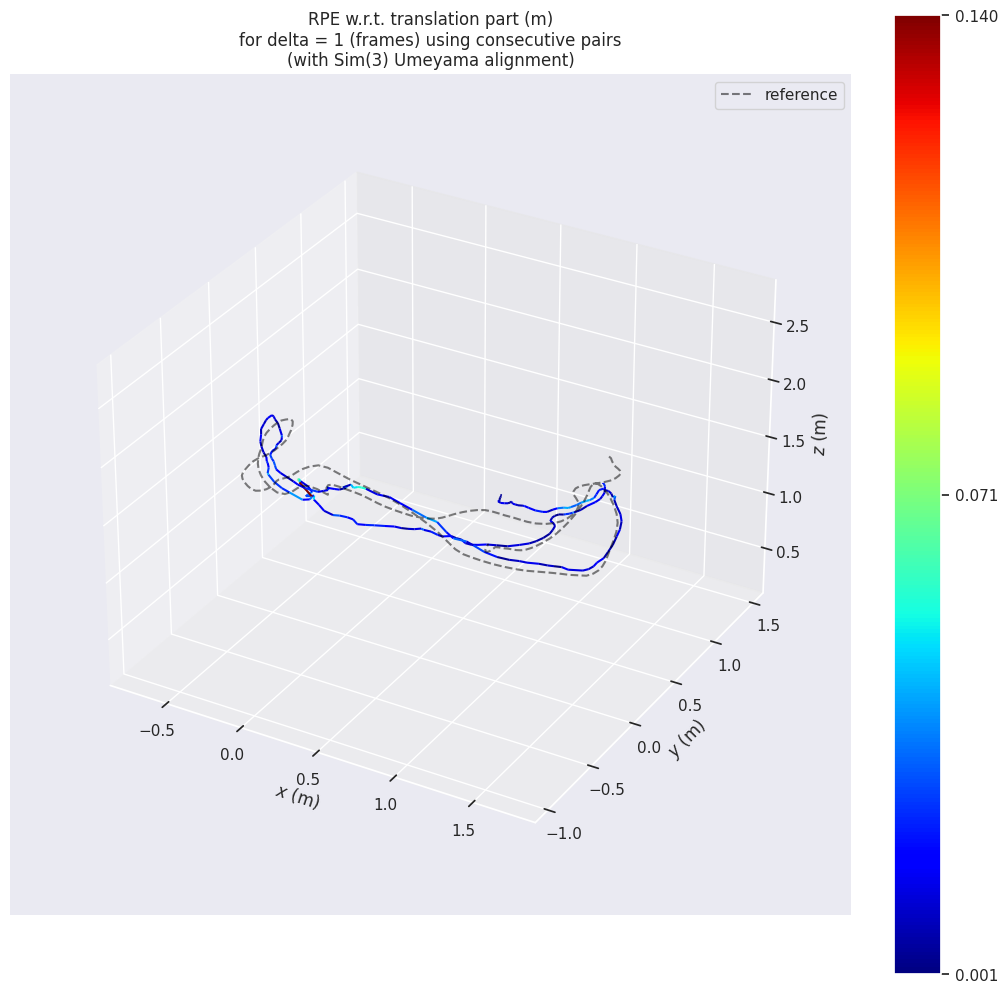 RPE w.r.t. translation part (m)
for delta = 1 (frames) using consecutive pairs
(with Sim(3) Umeyama alignment)
reference
0.140
0.071
0.001
2.5
2.0
1.5
1.0
0.5
z (m)
1.5
1.0
0.5
0.0
−0.5
−1.0
y (m)
−0.5
0.0
0.5
1.0
1.5
x (m)